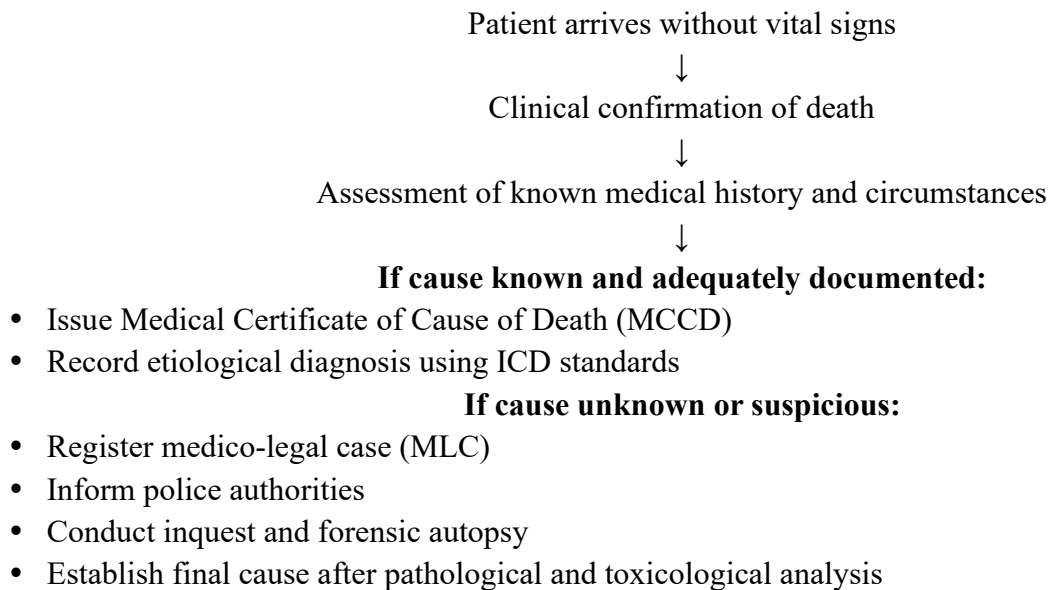 Patient arrives without vital signs
↓
Clinical confirmation of death
↓
Assessment of known medical history and circumstances
↓
If cause known and adequately documented:
• Issue Medical Certificate of Cause of Death (MCCD)
• Record etiological diagnosis using ICD standards
If cause unknown or suspicious:
• Register medico-legal case (MLC)
• Inform police authorities
• Conduct inquest and forensic autopsy
• Establish final cause after pathological and toxicological analysis